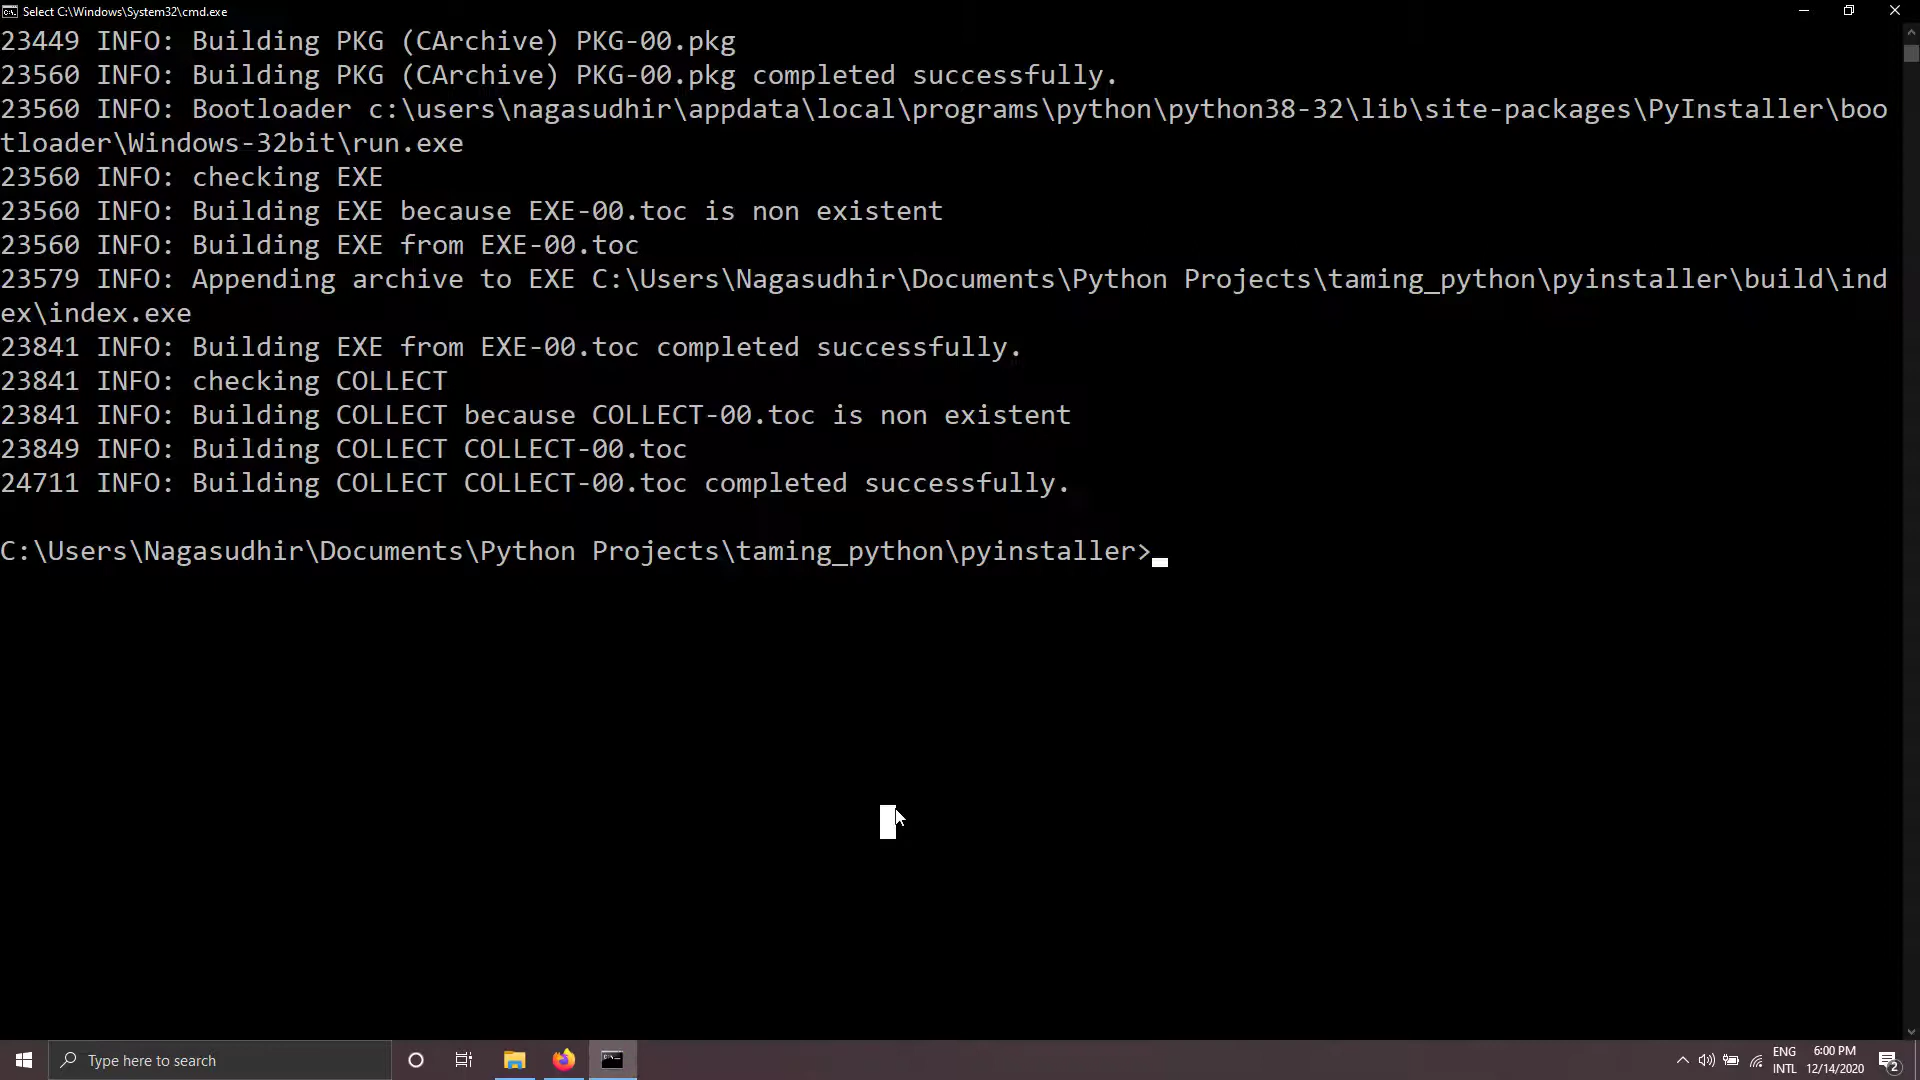 Select C:\Windows\System32\cmd.exe
23449 INFO: Building PKG (CArchive) PKG-00.pkg
23560 INFO: Building PKG (CArchive) PKG-00.pkg completed successfully.
23560 INFO: Bootloader c:\users\nagasudhir\appdata\local\programs\python\python38-32\lib\site-packages\PyInstaller\boo
tloader\Windows-32bit\run.exe
23560 INFO: checking EXE
23560 INFO: Building EXE because EXE-00.toc is non existent
23560 INFO: Building EXE from EXE-00.toc
23579 INFO: Appending archive to EXE C:\Users\Nagasudhir\Documents\Python Projects\taming_python\pyinstaller\build\ind
ex\index.exe
23841 INFO: Building EXE from EXE-00.toc completed successfully.
23841 INFO: checking COLLECT
23841 INFO: Building COLLECT because COLLECT-00.toc is non existent
23849 INFO: Building COLLECT COLLECT-00.toc
24711 INFO: Building COLLECT COLLECT-00.toc completed successfully.
C:\Users\Nagasudhir\Documents\Python Projects\taming_python\pyinstaller>
Type here to search
ENG
INTL
6:00 PM
12/14/2020
2